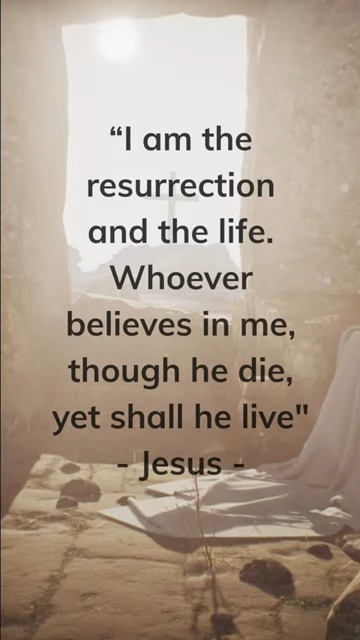 “I am the
resurrection
and the life.
Whoever
believes in me,
though he die,
yet shall he live"
- Jesus -